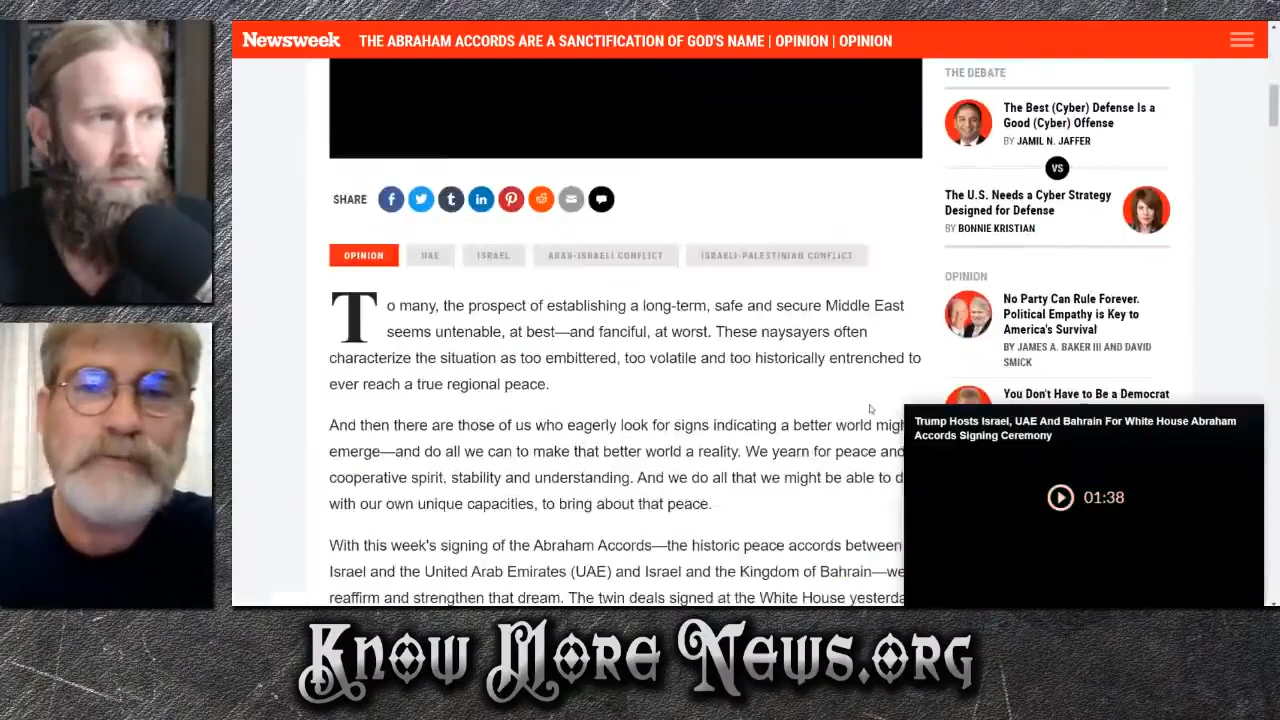 Newsweek THE ABRAHAM ACCORDS ARE A SANCTIFICATION OF GOD'S NAME | OPINION | OPINION
SHARE
OPINION UAE ISRAEL ARAB-ISRAELI CONFLICT ISRAELI-PALESTINIAN CONFLICT
To many, the prospect of establishing a long-term, safe and secure Middle East
seems untenable, at best—and fanciful, at worst. These naysayers often
characterize the situation as too embittered, too volatile and too historically entrenched to
ever reach a true regional peace.
And then there are those of us who eagerly look for signs indicating a better world
emerge—and do all we can to make that better world a reality. We yearn for peace and
cooperative spirit, stability and understanding. And we do all that we might be able to
with our own unique capacities, to bring about that peace.
With this week's signing of the Abraham Accords—the historic peace accords between
Israel and the United Arab Emirates (UAE) and Israel and the Kingdom of Bahrain—we
reaffirm and strengthen that dream. The twin deals signed at the White House
THE DEBATE
The Best (Cyber) Defense Is a
Good (Cyber) Offense
BY JAMIL N. JAFFER
VS
The U.S. Needs a Cyber Strategy
Designed for Defense
BY BONNIE KRISTIAN
OPINION
No Party Can Rule Forever.
Political Empathy is Key to
America's Survival
BY JAMES A. BAKER III AND DAVID
SMICK
You Don't Have to Be a Democrat
Trump Hosts Israel, UAE And Bahrain For White House Abraham
Accords Signing Ceremony
01:38
Know More News.org